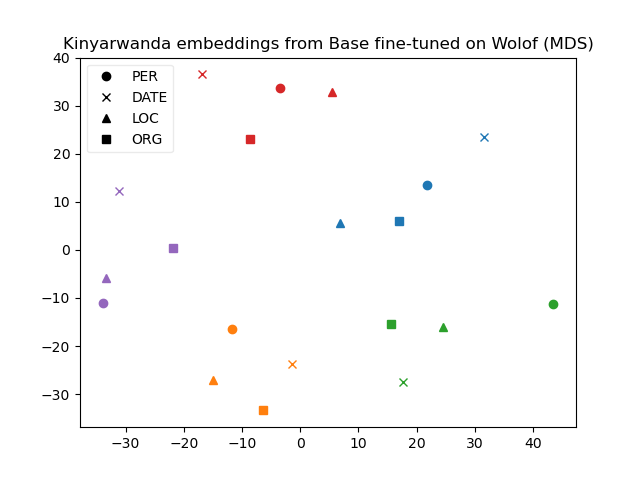 Kinyarwanda embeddings from Base fine-tuned on Wolof (MDS)
40
30
20
10
0
−10
−20
−30
PER
DATE
LOC
ORG
−30 −20 −10 0 10 20 30 40